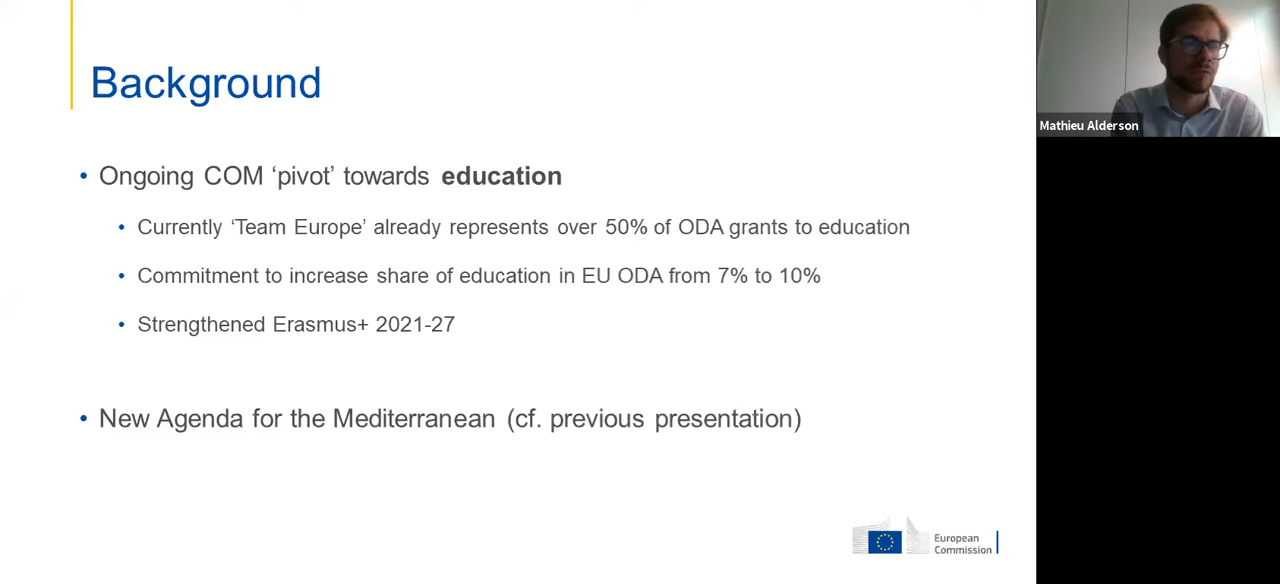 Background
• Ongoing COM ‘pivot’ towards education
• Currently ‘Team Europe’ already represents over 50% of ODA grants to education
• Commitment to increase share of education in EU ODA from 7% to 10%
• Strengthened Erasmus+ 2021-27
• New Agenda for the Mediterranean (cf. previous presentation)
European
Commission
Mathieu Alderson